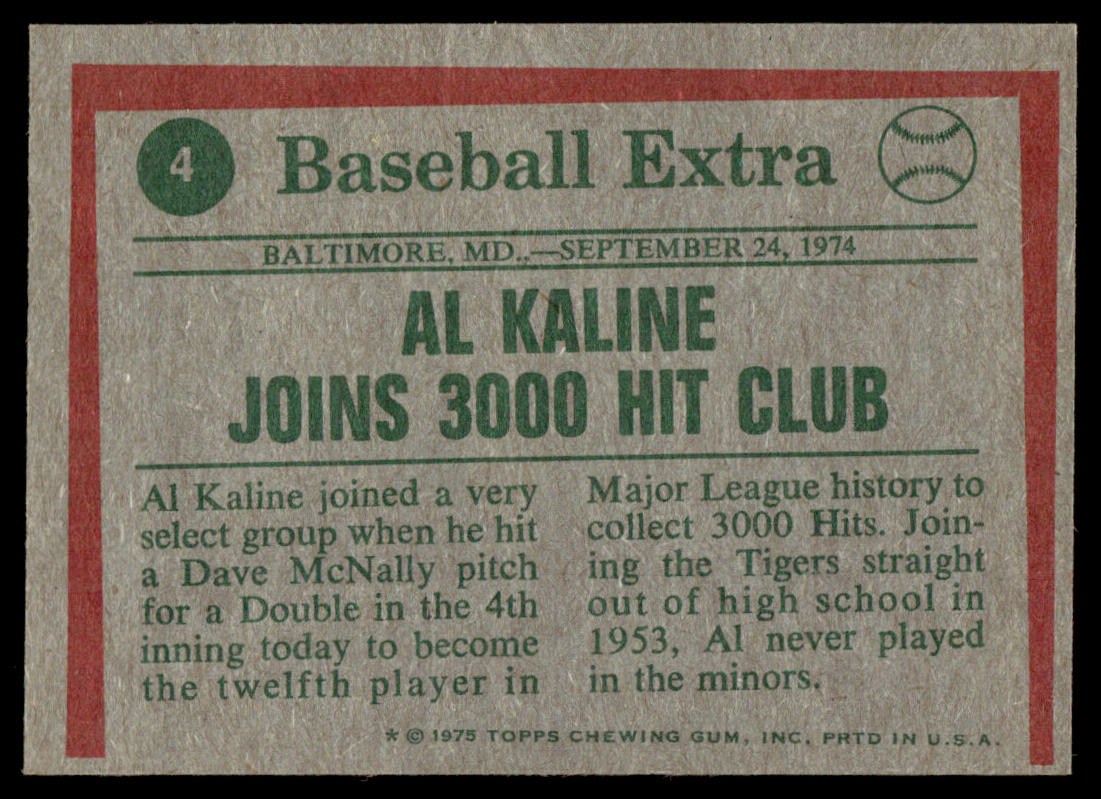 4
Baseball Extra
BALTIMORE, MD.,—SEPTEMBER 24, 1974
AL KALINE
JOINS 3000 HIT CLUB
Al Kaline joined a very
select group when he hit
a Dave McNally pitch
for a Double in the 4th
inning today to become
the twelfth player in
Major League history to
collect 3000 Hits. Join-
ing the Tigers straight
out of high school in
1953, Al never played
in the minors.
* © 1975 TOPPS CHEWING GUM, INC. PRTD IN U.S.A.